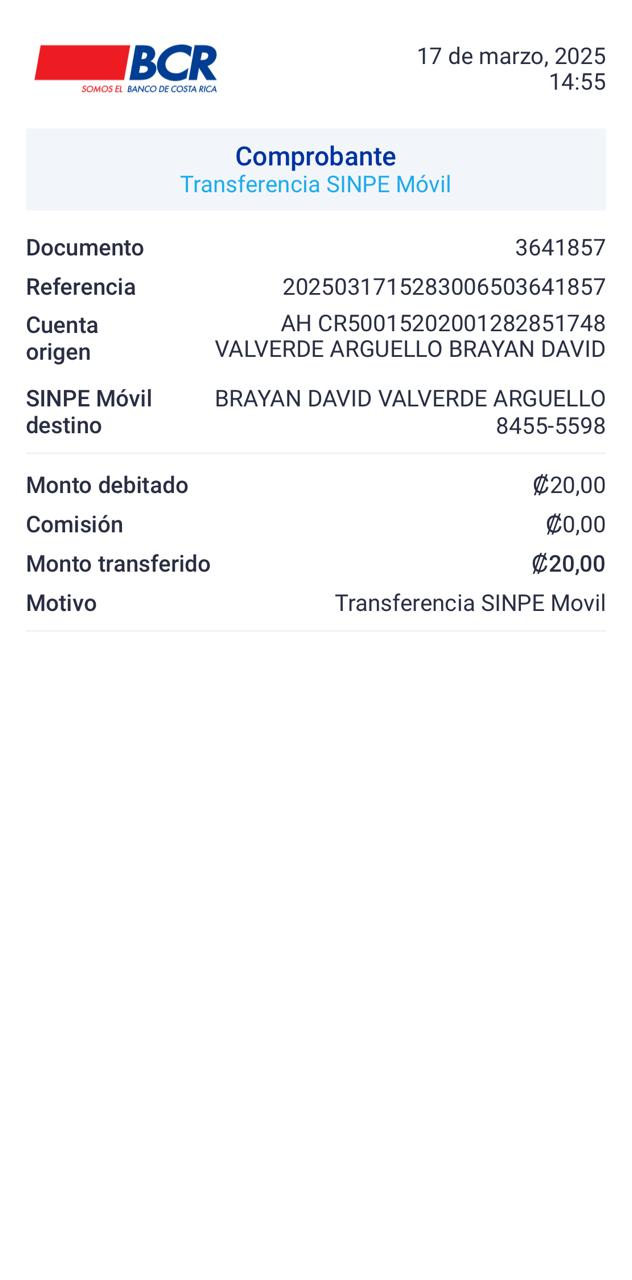 BCR
SOMOS EL BANCO DE COSTA RICA
17 de marzo, 2025
14:55
Comprobante
Transferencia SINPE Móvil
Documento 3641857
Referencia 2025031715283006503641857
Cuenta origen
AH CR50015202001282851748
VALVERDE ARGUELLO BRAYAN DAVID
SINPE Móvil destino
BRAYAN DAVID VALVERDE ARGUELLO
8455-5598
Monto debitado ₡20,00
Comisión ₡0,00
Monto transferido ₡20,00
Motivo Transferencia SINPE Movil